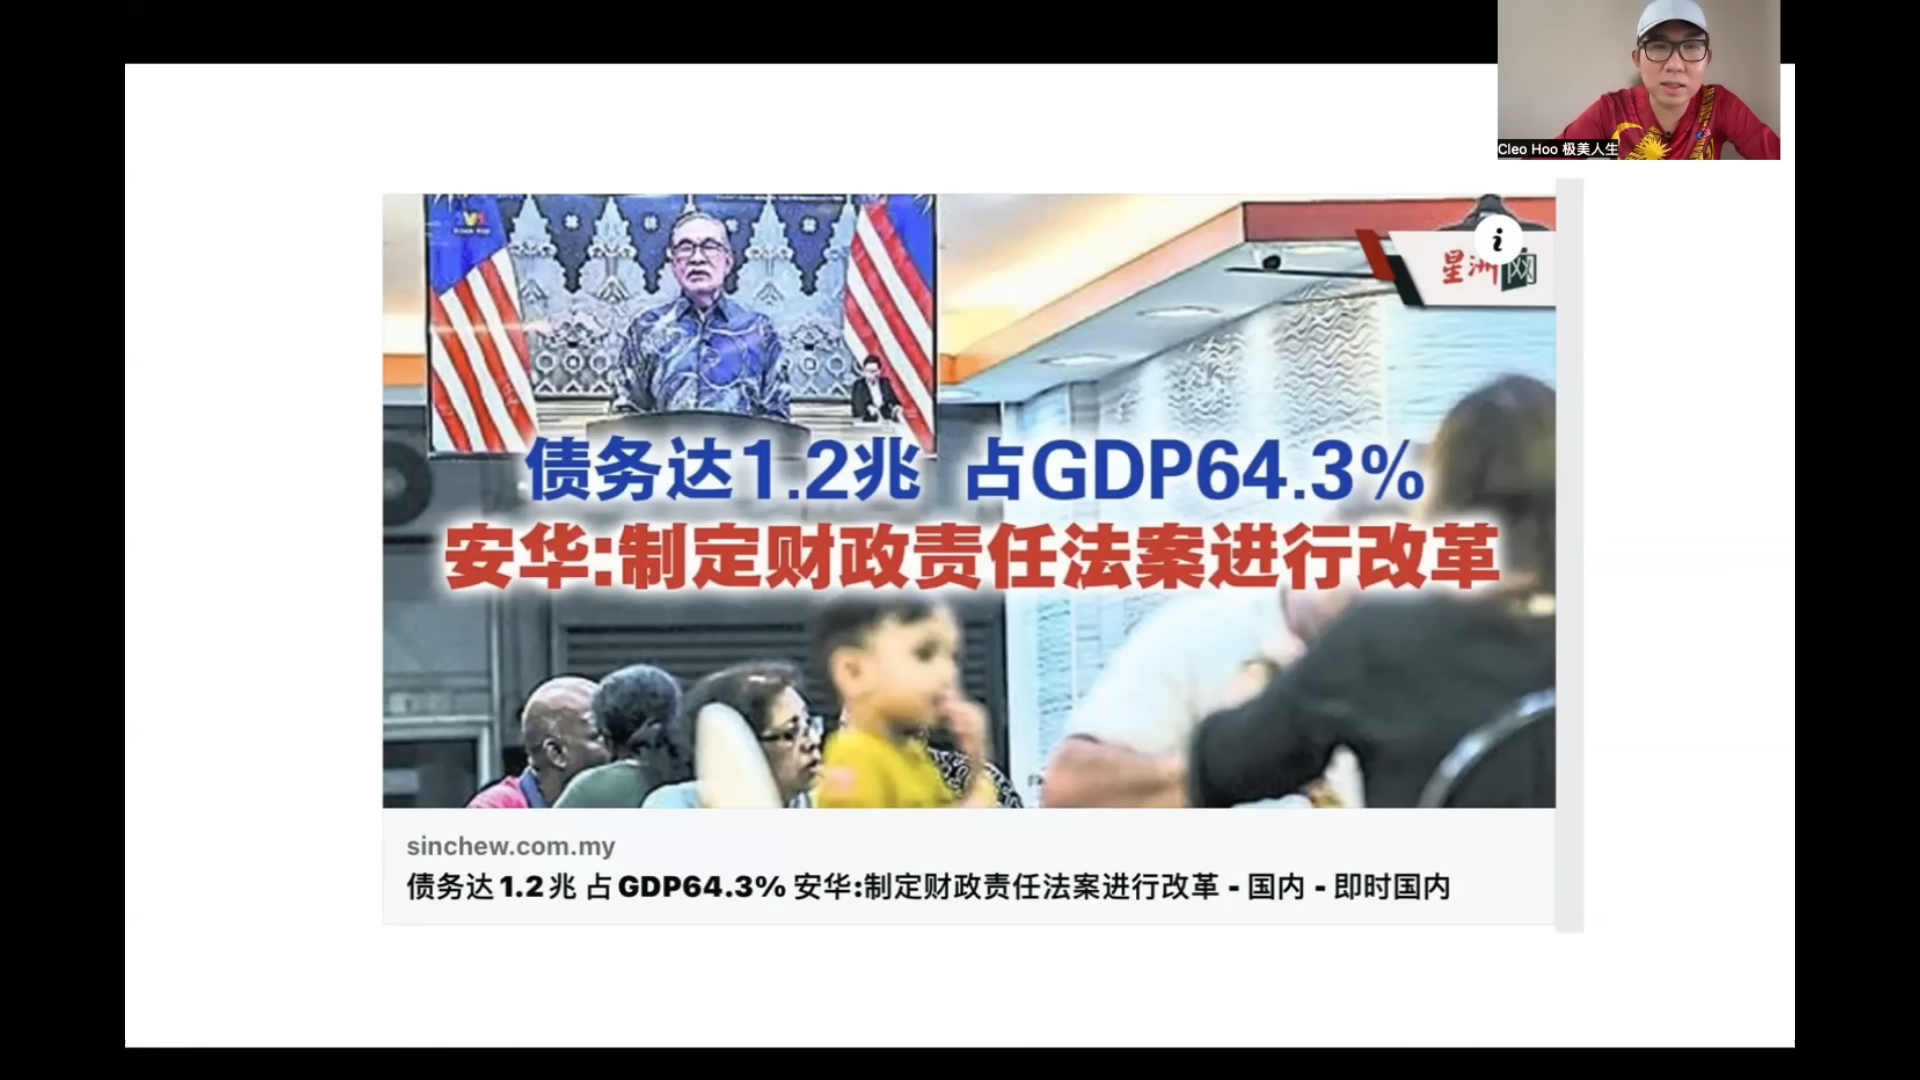 Cleo Hoo 极美人生
星洲网
i
债务达1.2兆 占GDP64.3%
安华:制定财政责任法案进行改革
sinchew.com.my
债务达1.2兆 占GDP64.3% 安华:制定财政责任法案进行改革 - 国内 - 即时国内